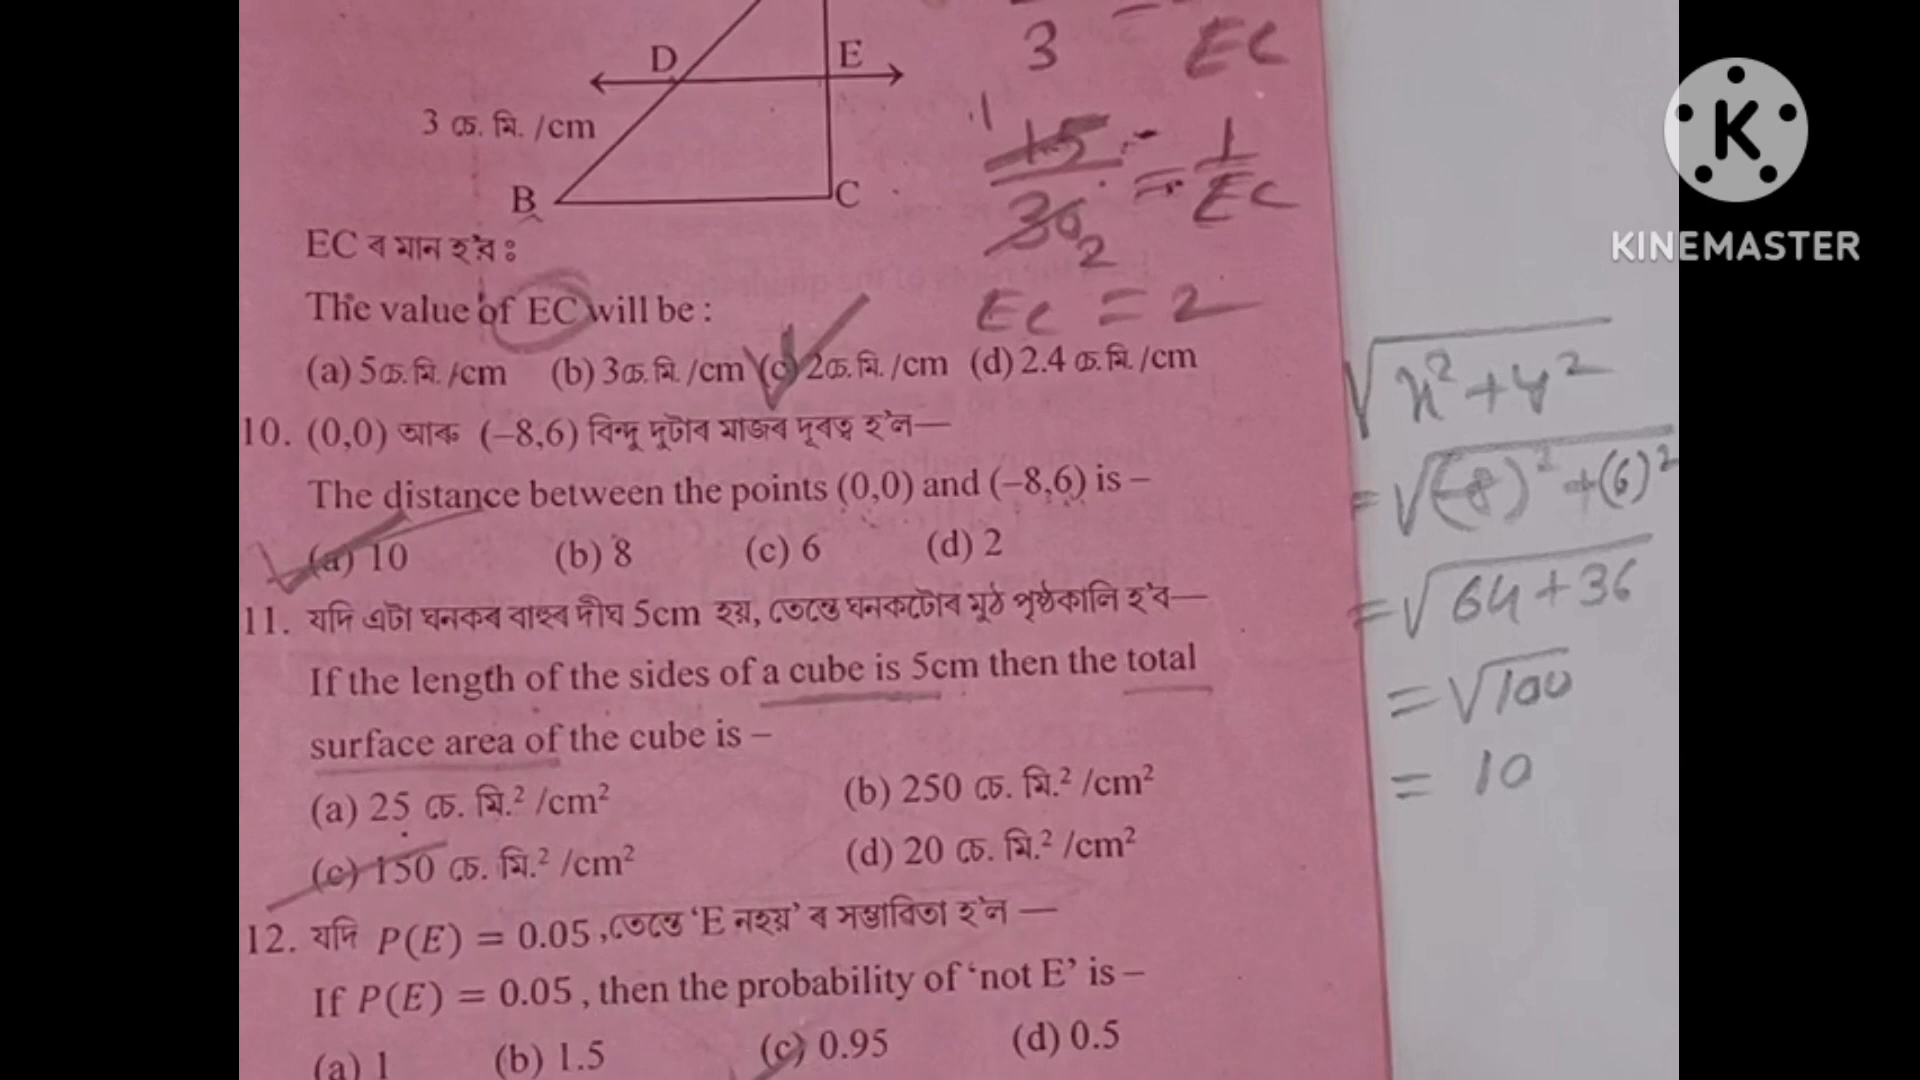 D E
3 চে. মি. /cm
B C
3 = EC
1
15/30 = 1/EC
2
EC ৰ মান হ'ব ঃ
The value of EC will be :
EC = 2
(a) 5চে.মি. /cm (b) 3চে.মি. /cm (c) 2চে.মি. /cm (d) 2.4 চে.মি. /cm
10. (0,0) আৰু (–8,6) বিন্দু দুটাৰ মাজৰ দূৰত্ব হ'ল—
The distance between the points (0,0) and (–8,6) is –
(a) 10 (b) 8 (c) 6 (d) 2
11. যদি এটা ঘনকৰ বাহুৰ দীঘ 5cm হয়, তেন্তে ঘনকটোৰ মুঠ পৃষ্ঠকালি হ'ব—
If the length of the sides of a cube is 5cm then the total
surface area of the cube is –
(a) 25 চে. মি.² /cm² (b) 250 চে. মি.² /cm²
(c) 150 চে. মি.² /cm² (d) 20 চে. মি.² /cm²
12. যদি P(E) = 0.05 ,তেন্তে ‘E নহয়’ ৰ সম্ভাৱিতা হ'ল —
If P(E) = 0.05 , then the probability of ‘not E’ is –
(a) 1 (b) 1.5 (c) 0.95 (d) 0.5
√x² + y²
= √(-8)² + (6)²
= √64 + 36
= √100
= 10
K
KINEMASTER